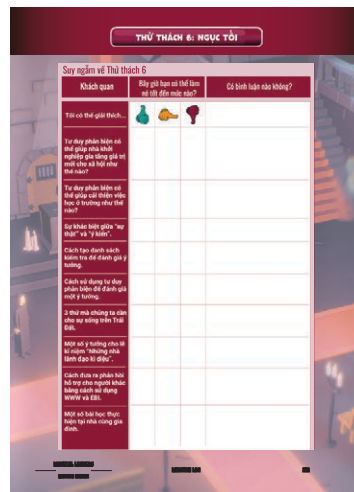 THỬ THÁCH 6: NGỤC TỐI
Suy ngẫm về Thử thách 6
Khách quan
Bây giờ bạn có thể làm
nó tốt đến mức nào?
Có bình luận nào không?
Tôi có thể giải thích...
Tư duy phản biện có
thể giúp nhà khởi
nghiệp gia tăng giá trị
mới cho xã hội như
thế nào?
Tư duy phản biện có
thể giúp cải thiện việc
học ở trường như thế
nào?
Sự khác biệt giữa "sự
thật" và "ý kiến".
Cách tạo danh sách
kiểm tra để đánh giá ý
tưởng.
Cách sử dụng tư duy
phản biện để đánh giá
một ý tưởng.
3 thứ mà chúng ta cần
cho sự sống trên Trái
Đất.
Một số ý tưởng cho lễ
kỉ niệm "Những nhà
lãnh đạo kì diệu".
Cách đưa ra phản hồi
hỗ trợ cho người khác
bằng cách sử dụng
WWW và EBI.
Một số bài học thực
hiện tại nhà cùng gia
đình.